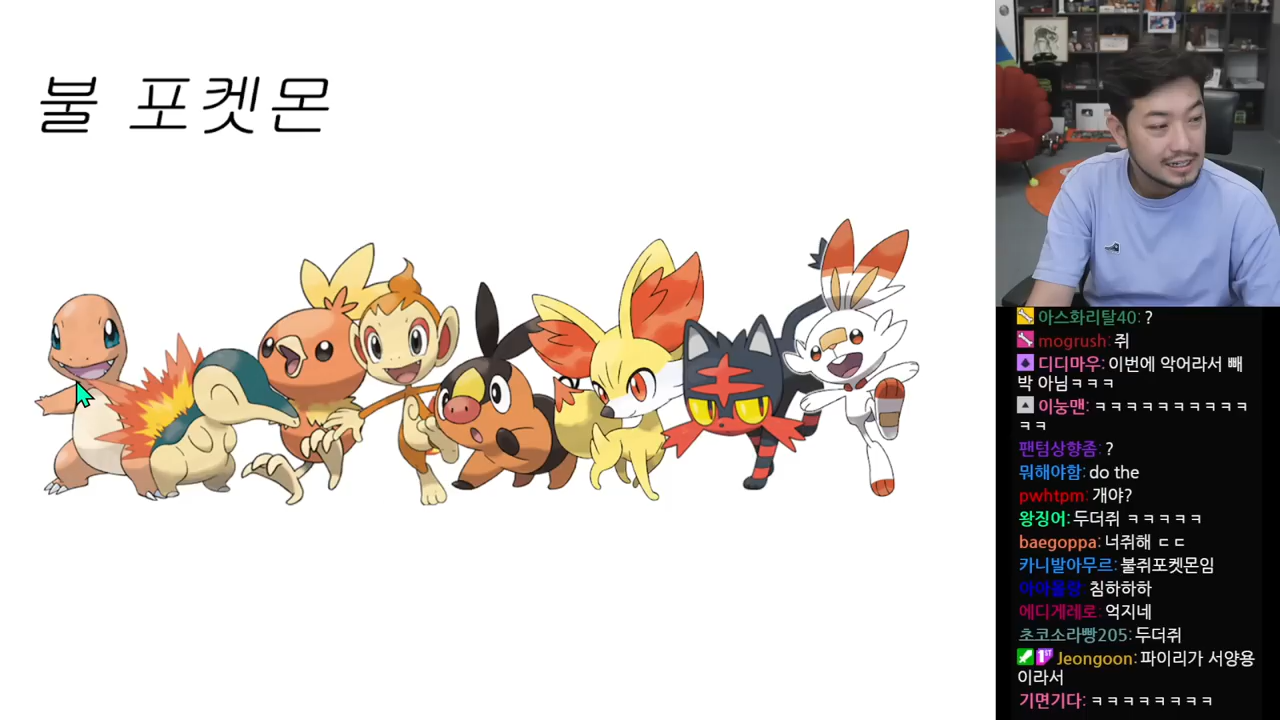 불 포켓몬
아스화리탈40: ?
mogrush: 쥐
디디마우: 이번에 악어라서 빼
박 아님ㅋㅋㅋ
이눙맨: ㅋㅋㅋㅋㅋㅋㅋㅋㅋㅋ
ㅋㅋ
팬텀상향좀: ?
뭐해야함: do the
pwhtpm: 개야?
왕징어: 두더쥐 ㅋㅋㅋㅋㅋ
baegoppa: 너쥐해 ㄷㄷ
카니발아무르: 불쥐포켓몬임
아아몰랑: 침하하하
에디게레로: 억지네
초코소라빵205: 두더쥐
1ST Jeongoon: 파이리가 서양용
이라서
기면기다: ㅋㅋㅋㅋㅋㅋㅋㅋ